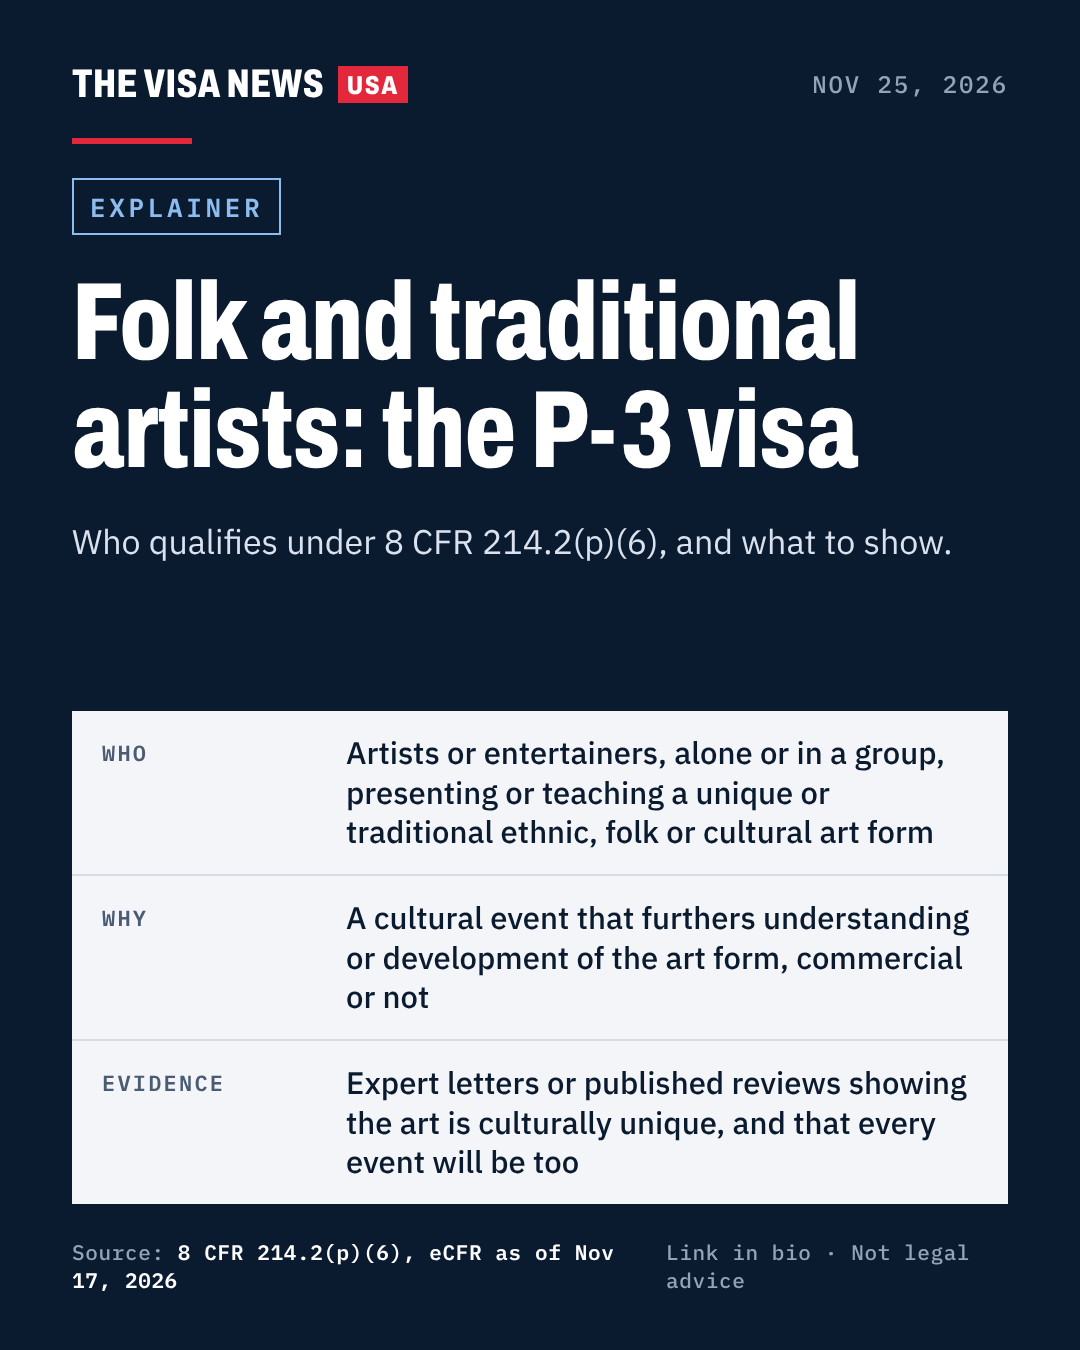 THE VISA NEWS USA
NOV 25, 2026
EXPLAINER
Folk and traditional
artists: the P-3 visa
Who qualifies under 8 CFR 214.2(p)(6), and what to show.
WHO
Artists or entertainers, alone or in a group,
presenting or teaching a unique or
traditional ethnic, folk or cultural art form
WHY
A cultural event that furthers understanding
or development of the art form, commercial
or not
EVIDENCE
Expert letters or published reviews showing
the art is culturally unique, and that every
event will be too
Source: 8 CFR 214.2(p)(6), eCFR as of Nov
17, 2026
Link in bio · Not legal
advice